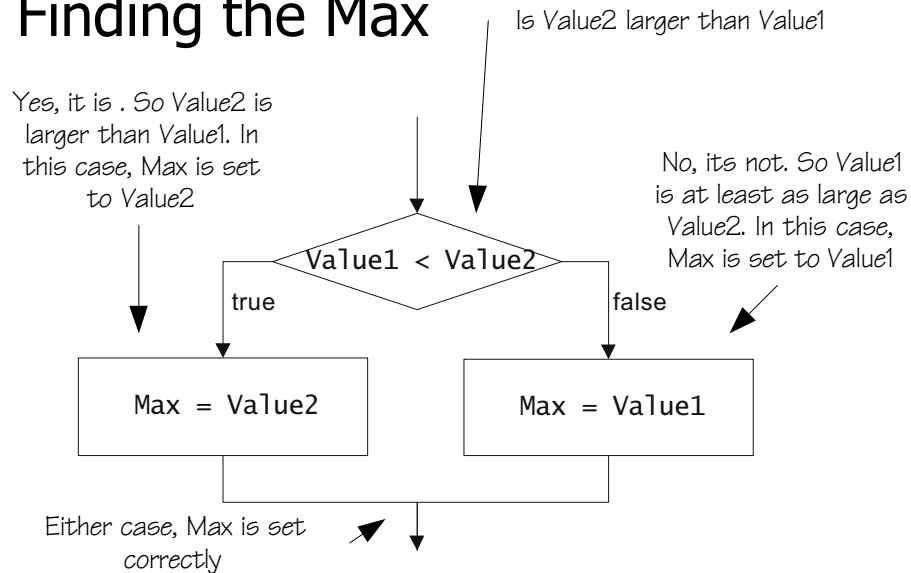 Finding the Max
Is Value2 larger than Value1
Yes, it is . So Value2 is
larger than Value1. In
this case, Max is set
to Value2
No, its not. So Value1
is at least as large as
Value2. In this case,
Max is set to Value1
Value1 < Value2
true
false
Max = Value2
Max = Value1
Either case, Max is set
correctly